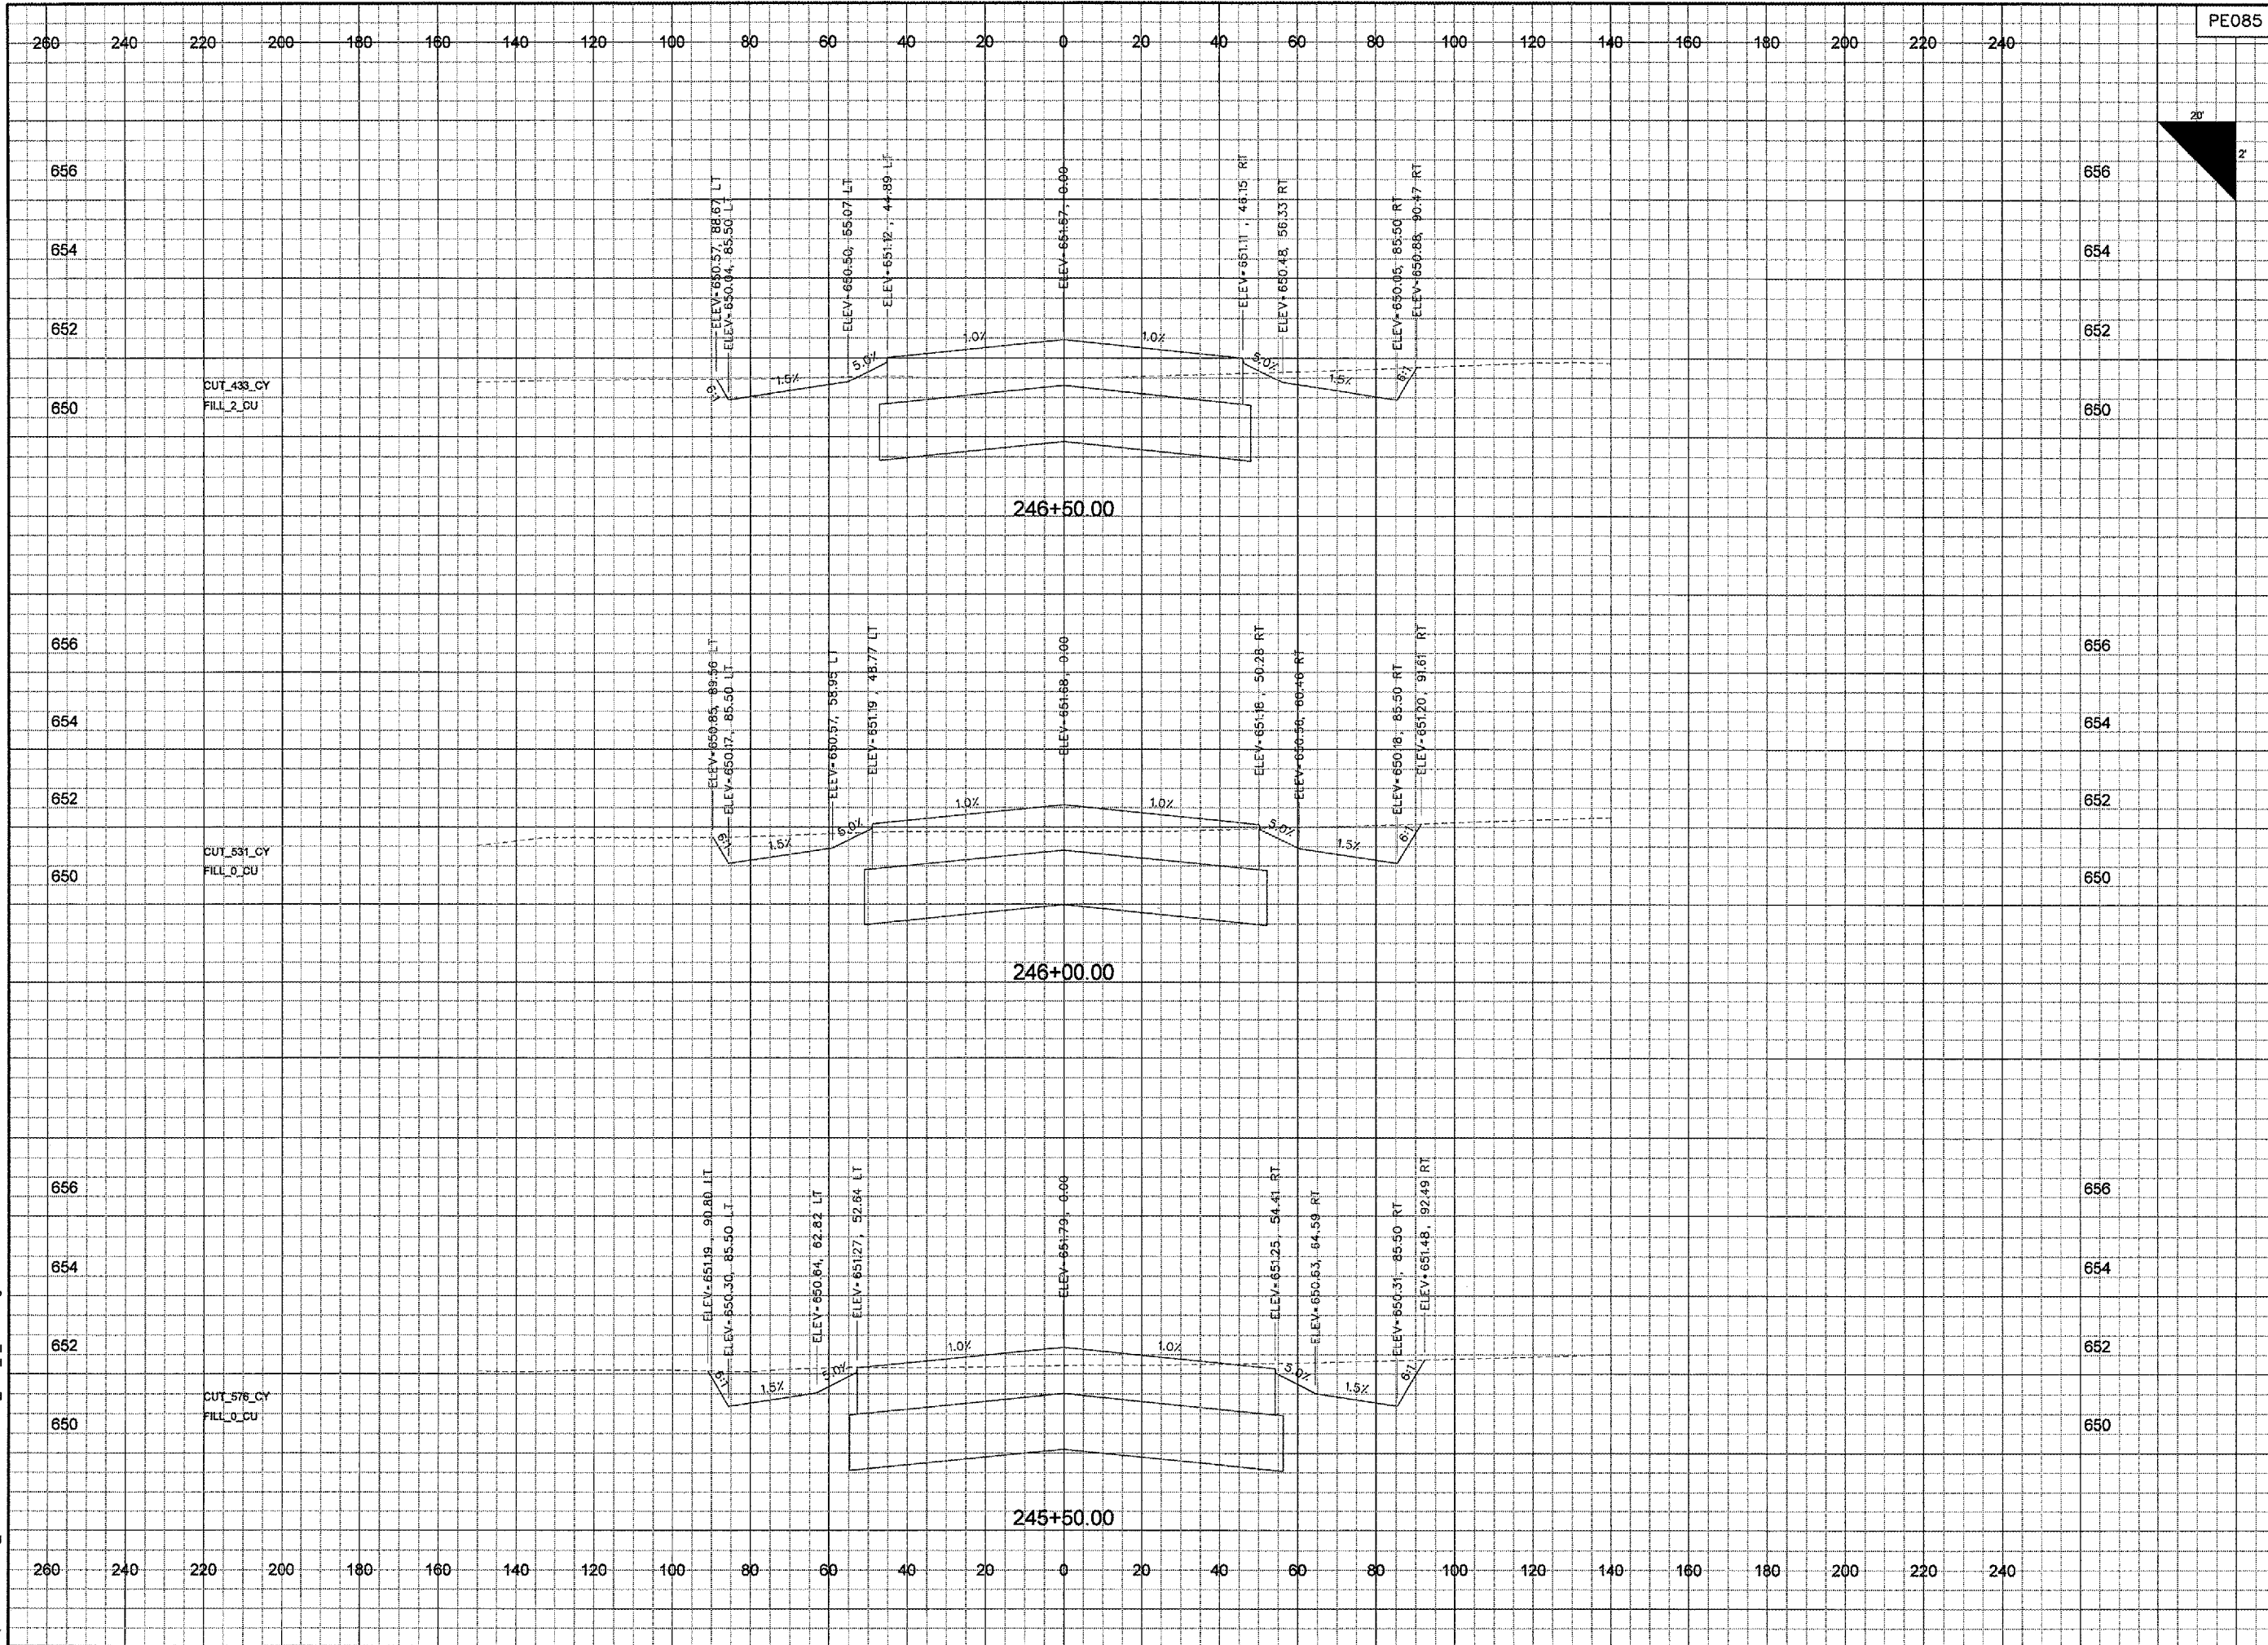 PE085
260 240 220 200 180 160 140 120 100 80 60 40 20 0 20 40 60 80 100 120 140 160 180 200 220 240
20'
2'
656 656
654 654
652 652
650 650
ELEV=650.57, 88.67 LT
ELEV=650.04, 85.50 LT
ELEV=650.50, 55.07 LT
ELEV=651.12 , 44.89 LT
ELEV=651.57, 0.00
ELEV=651.11 , 46.15 RT
ELEV=650.48, 56.33 RT
ELEV=650.05, 85.50 RT
ELEV=650.88, 90.47 RT
6:1 1.5% 5.0% 1.0% 1.0% 5.0% 1.5% 6:1
CUT_433_CY
FILL_2_CU
246+50.00
656 656
654 654
652 652
650 650
ELEV=650.85, 89.56 LT
ELEV=650.17, 85.50 LT
ELEV=650.57, 58.95 LT
ELEV=651.19 , 48.77 LT
ELEV=651.68, 0.00
ELEV=651.18 , 50.28 RT
ELEV=650.56, 60.46 RT
ELEV=650.18, 85.50 RT
ELEV=651.20, 91.61 RT
6:1 1.5% 5.0% 1.0% 1.0% 5.0% 1.5% 6:1
CUT_531_CY
FILL_0_CU
246+00.00
656 656
654 654
652 652
650 650
ELEV=651.19 , 90.80 LT
ELEV=650.30, 85.50 LT
ELEV=650.64, 62.82 LT
ELEV=651.27, 52.64 LT
ELEV=651.79, 0.00
ELEV=651.25, 54.41 RT
ELEV=650.63, 64.59 RT
ELEV=650.31, 85.50 RT
ELEV=651.48, 92.49 RT
6:1 1.5% 5.0% 1.0% 1.0% 5.0% 1.5% 6:1
CUT_576_CY
FILL_0_CU
245+50.00
260 240 220 200 180 160 140 120 100 80 60 40 20 0 20 40 60 80 100 120 140 160 180 200 220 240